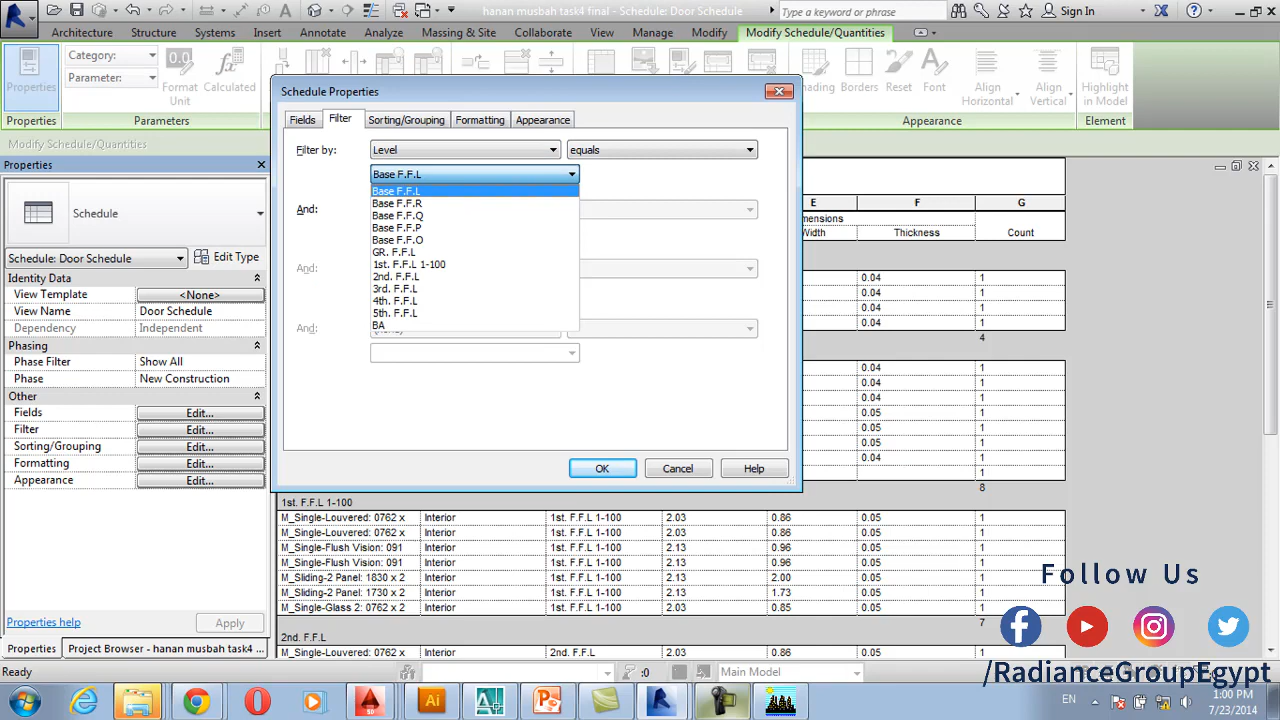 hanan musbah task4 final - Schedule: Door Schedule
Type a keyword or phrase
Sign In
Architecture Structure Systems Insert Annotate Analyze Massing & Site Collaborate View Manage Modify Modify Schedule/Quantities
Properties
Category:
Parameter:
Format Unit
Calculated
Reset
Borders
Font
Align Horizontal
Align Vertical
Highlight in Model
Properties Parameters Appearance Element
Modify Schedule/Quantities
Properties
Schedule
Schedule: Door Schedule
Edit Type
Identity Data
View Template <None>
View Name Door Schedule
Dependency Independent
Phasing
Phase Filter Show All
Phase New Construction
Other
Fields Edit...
Filter Edit...
Sorting/Grouping Edit...
Formatting Edit...
Appearance Edit...
Properties help
Apply
Properties Project Browser - hanan musbah task4 ...
Ready
Schedule Properties
Fields Filter Sorting/Grouping Formatting Appearance
Filter by: Level equals
Base F.F.L
Base F.F.L
Base F.F.R
And:
Base F.F.Q
Base F.F.P
Base F.F.O
GR. F.F.L
1st. F.F.L 1-100
And:
2nd. F.F.L
3rd. F.F.L
4th. F.F.L
5th. F.F.L
BA
And:
OK Cancel Help
E F G
Width Thickness Count
0.04 1
0.04 1
0.04 1
0.04 1
4
0.04 1
0.04 1
0.04 1
0.05 1
0.05 1
0.05 1
0.04 1
1
8
1st. F.F.L 1-100
M_Single-Louvered: 0762 x Interior 1st. F.F.L 1-100 2.03 0.86 0.05 1
M_Single-Louvered: 0762 x Interior 1st. F.F.L 1-100 2.03 0.86 0.05 1
M_Single-Flush Vision: 091 Interior 1st. F.F.L 1-100 2.13 0.96 0.05 1
M_Single-Flush Vision: 091 Interior 1st. F.F.L 1-100 2.13 0.96 0.05 1
M_Sliding-2 Panel: 1830 x 2 Interior 1st. F.F.L 1-100 2.13 2.00 0.05 1
M_Sliding-2 Panel: 1730 x 2 Interior 1st. F.F.L 1-100 2.13 1.73 0.05 1
M_Single-Glass 2: 0762 x 2 Interior 1st. F.F.L 1-100 2.03 0.85 0.05 1
7
2nd. F.F.L
M_Single-Louvered: 0762 x Interior 2nd. F.F.L 2.03 0.86 0.04 1
:0
Main Model
Follow Us
/RadianceGroupEgypt
EN
1:00 PM
7/23/2014